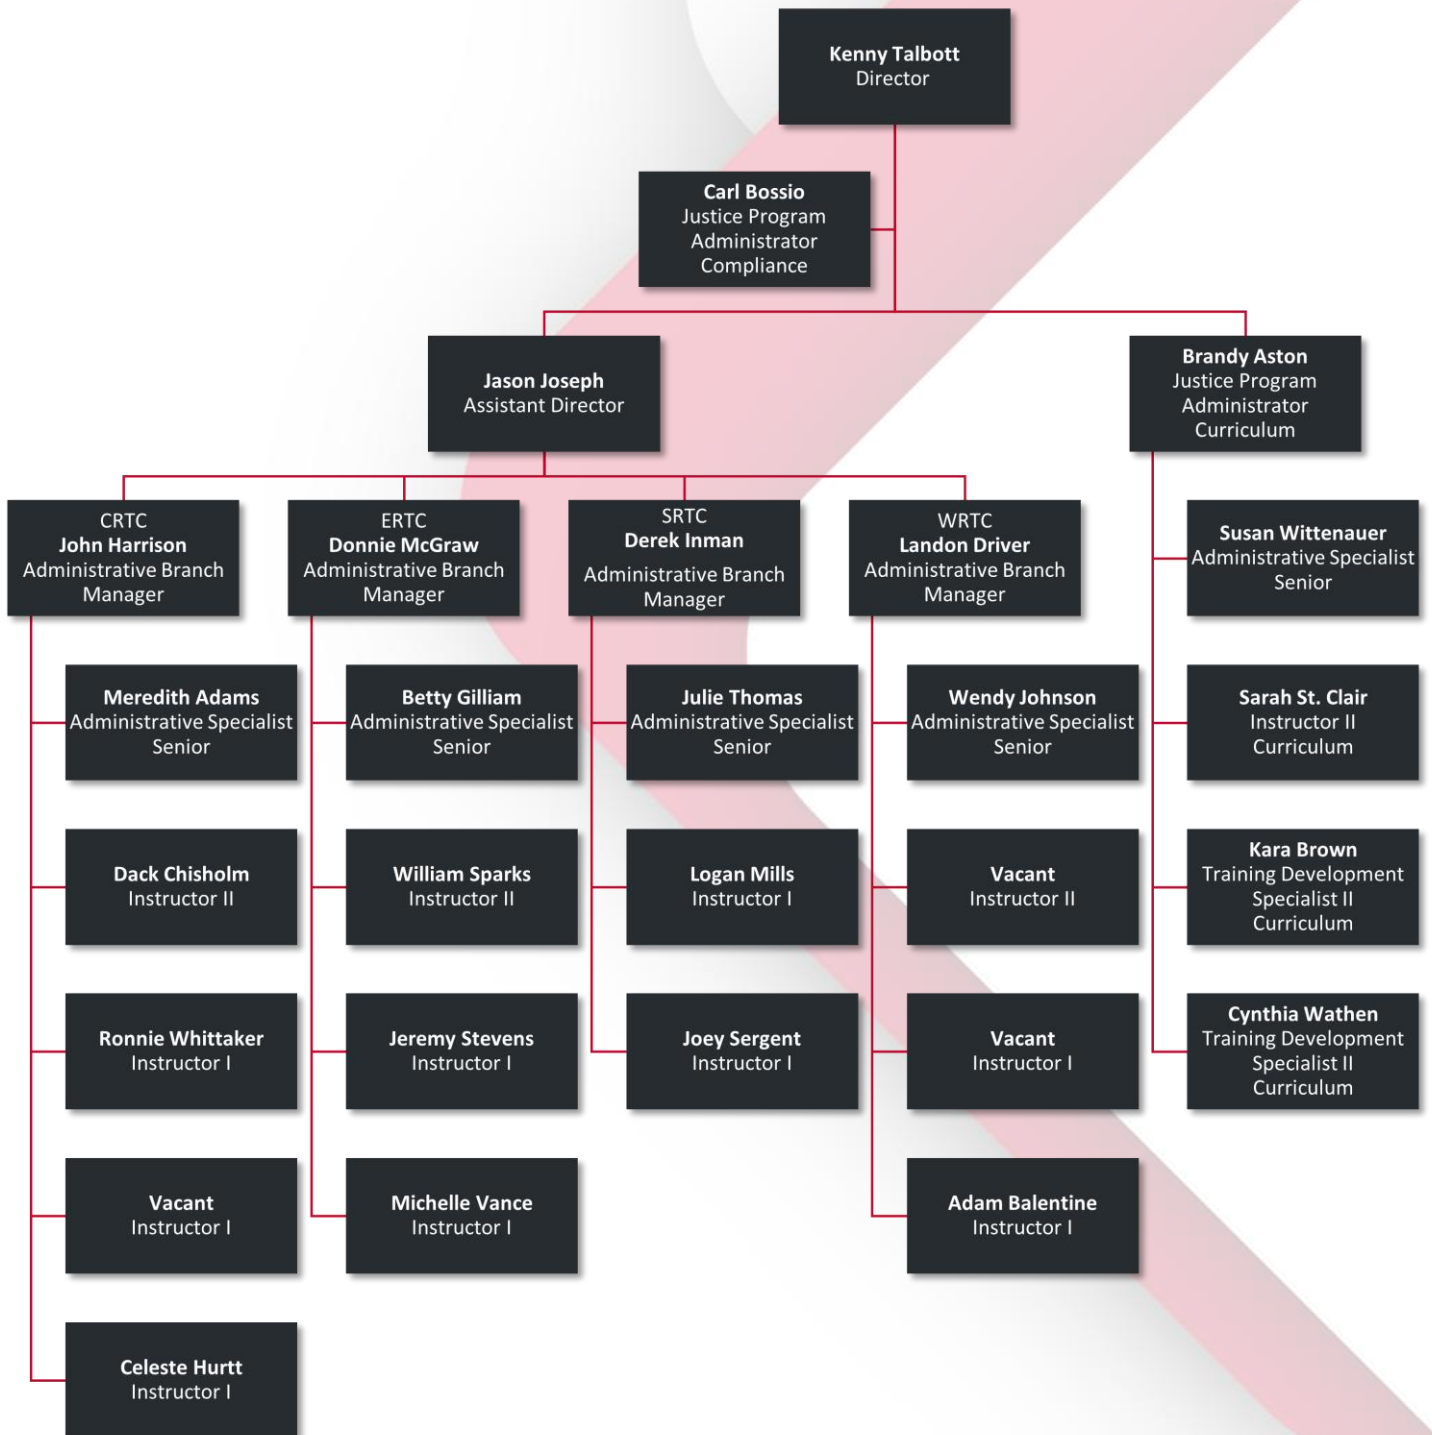 Kenny Talbott
Director
Carl Bossio
Justice Program
Administrator
Compliance
Jason Joseph
Assistant Director
Brandy Aston
Justice Program
Administrator
Curriculum
CRTC
John Harrison
Administrative Branch
Manager
ERTC
Donnie McGraw
Administrative Branch
Manager
SRTC
Derek Inman
Administrative Branch
Manager
WRTC
Landon Driver
Administrative Branch
Manager
Susan Wittenauer
Administrative Specialist
Senior
Meredith Adams
Administrative Specialist
Senior
Betty Gilliam
Administrative Specialist
Senior
Julie Thomas
Administrative Specialist
Senior
Wendy Johnson
Administrative Specialist
Senior
Sarah St. Clair
Instructor II
Curriculum
Dack Chisholm
Instructor II
William Sparks
Instructor II
Logan Mills
Instructor I
Vacant
Instructor II
Kara Brown
Training Development
Specialist II
Curriculum
Ronnie Whittaker
Instructor I
Jeremy Stevens
Instructor I
Joey Sergent
Instructor I
Vacant
Instructor I
Cynthia Wathen
Training Development
Specialist II
Curriculum
Vacant
Instructor I
Michelle Vance
Instructor I
Adam Balentine
Instructor I
Celeste Hurtt
Instructor I